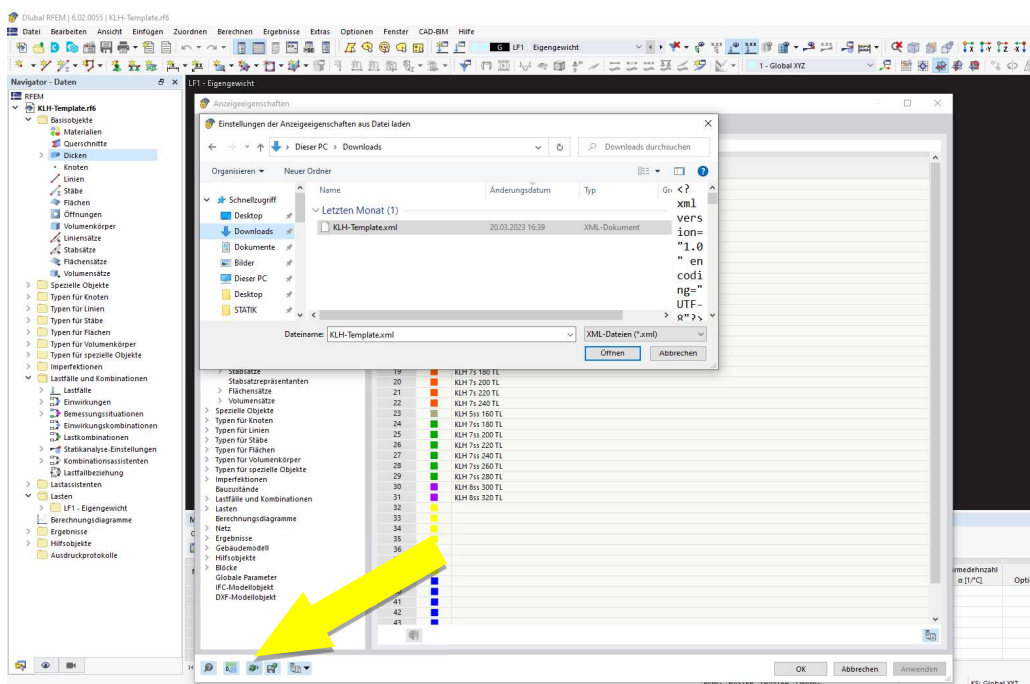 Dlubal RFEM | 6.02.0055 | KLH-Template.rf6
Datei Bearbeiten Ansicht Einfügen Zuordnen Berechnen Ergebnisse Extras Optionen Fenster CAD-BIM Hilfe
G LF1 Eigengewicht
1 - Global XYZ
Navigator - Daten
LF1 - Eigengewicht
RFEM
KLH-Template.rf6
Basisobjekte
Materialien
Querschnitte
Dicken
Knoten
Linien
Stäbe
Flächen
Öffnungen
Volumenkörper
Liniensätze
Stabsätze
Flächensätze
Volumensätze
Spezielle Objekte
Typen für Knoten
Typen für Linien
Typen für Stäbe
Typen für Flächen
Typen für Volumenkörper
Typen für spezielle Objekte
Imperfektionen
Lastfälle und Kombinationen
Lastfälle
Einwirkungen
Bemessungssituationen
Einwirkungskombinationen
Lastkombinationen
Statikanalyse-Einstellungen
Kombinationsassistenten
Lastfallbeziehung
Lastassistenten
Lasten
LF1 - Eigengewicht
Berechnungsdiagramme
Ergebnisse
Hilfsobjekte
Ausdruckprotokolle
Anzeigeeigenschaften
Einstellungen der Anzeigeeigenschaften aus Datei laden
Dieser PC > Downloads
Downloads durchsuchen
Organisieren Neuer Ordner
Schnellzugriff
Desktop
Downloads
Dokumente
Bilder
Dieser PC
Desktop
STATIK
Name Änderungsdatum Typ Gr
Letzten Monat (1)
KLH-Template.xml 20.03.2023 16:39 XML-Dokument
<?
xml
vers
ion=
"1.0
" en
codi
ng="
UTF-
8"?>
Dateiname: KLH-Template.xml XML-Dateien (*.xml)
Öffnen Abbrechen
Stabsätze
Stabsatzrepräsentanten
Flächensätze
Volumensätze
Spezielle Objekte
Typen für Knoten
Typen für Linien
Typen für Stäbe
Typen für Flächen
Typen für Volumenkörper
Typen für spezielle Objekte
Imperfektionen
Bauzustände
Lastfälle und Kombinationen
Lasten
Berechnungsdiagramme
Netz
Ergebnisse
Gebäudemodell
Hilfsobjekte
Blöcke
Globale Parameter
IFC-Modellobjekt
DXF-Modellobjekt
19 KLH 7s 180 TL
20 KLH 7s 200 TL
21 KLH 7s 220 TL
22 KLH 7s 240 TL
23 KLH 5ss 160 TL
24 KLH 7ss 180 TL
25 KLH 7ss 200 TL
26 KLH 7ss 220 TL
27 KLH 7ss 240 TL
28 KLH 7ss 260 TL
29 KLH 7ss 280 TL
30 KLH 8ss 300 TL
31 KLH 8ss 320 TL
32
33
34
35
36
41
42
43
OK Abbrechen Anwenden
rmedehnzahl
α [1/°C] Opti
KS: Global XYZ